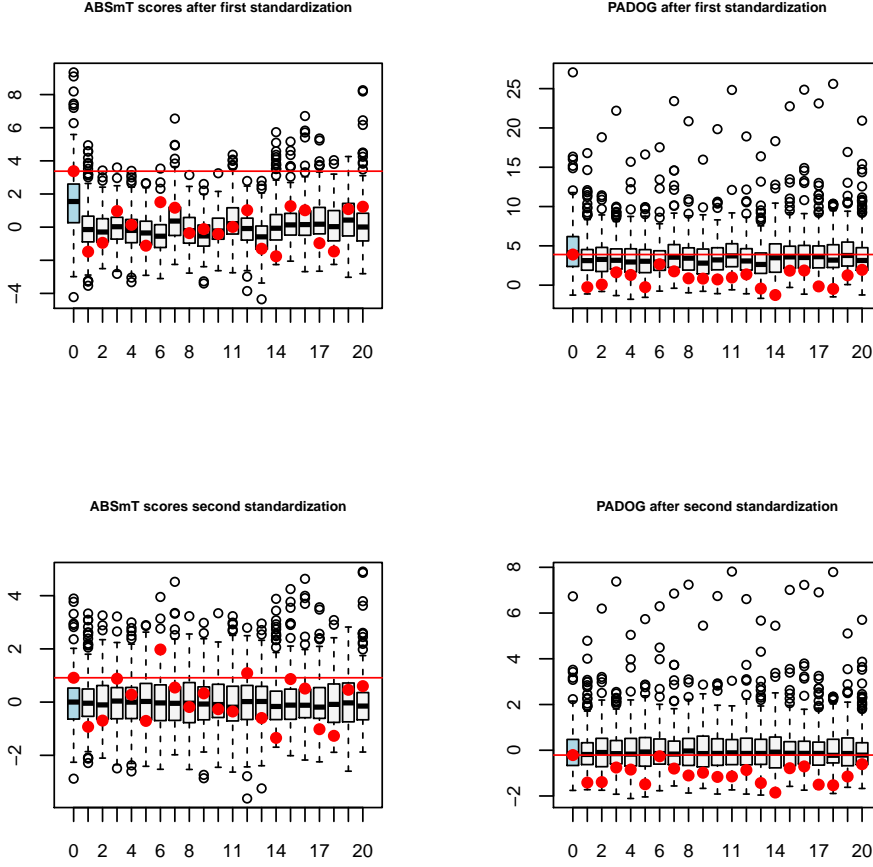 ABSmT scores after first standardization
8
6
4
2
0
−4
0 2 4 6 8 11 14 17 20
PADOG after first standardization
25
20
15
10
5
0
0 2 4 6 8 11 14 17 20
ABSmT scores second standardization
4
2
0
−2
0 2 4 6 8 11 14 17 20
PADOG after second standardization
8
6
4
2
0
−2
0 2 4 6 8 11 14 17 20